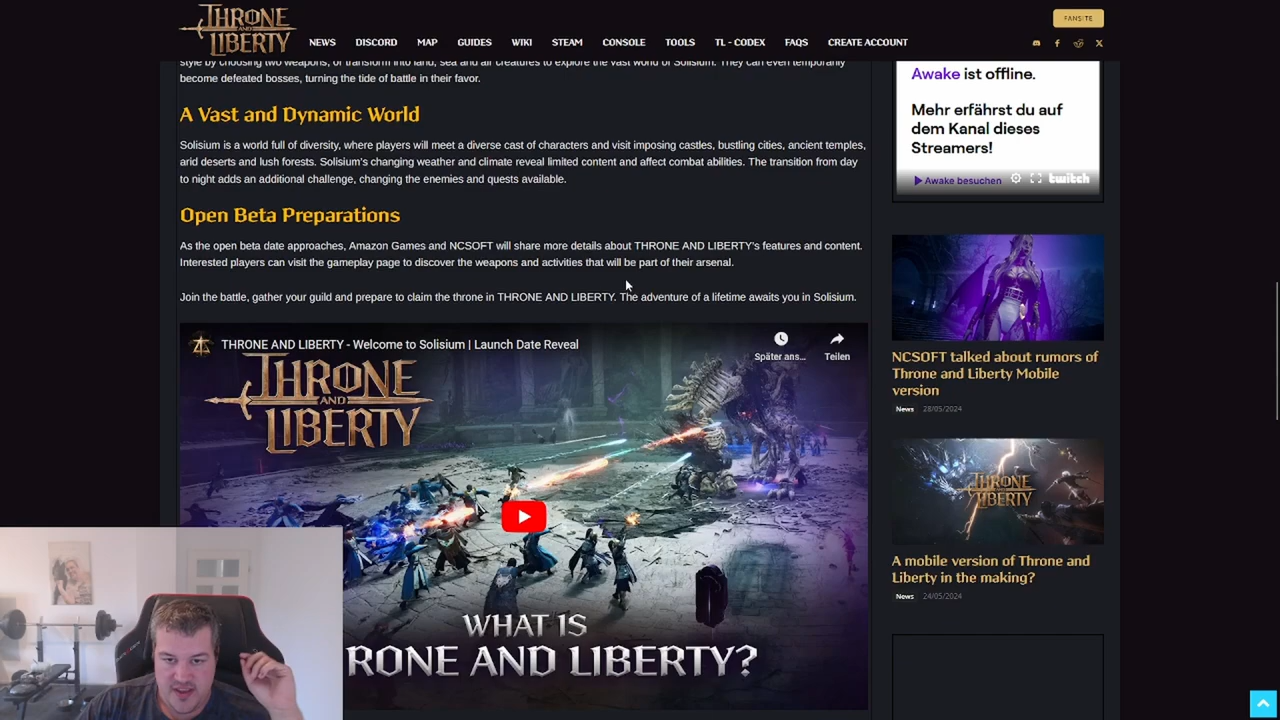 THRONE
AND
LIBERTY
FANSITE
NEWS
DISCORD
MAP
GUIDES
WIKI
STEAM
CONSOLE
TOOLS
TL - CODEX
FAQS
CREATE ACCOUNT
style by choosing two weapons, or transform into land, sea and air creatures to explore the vast world of Solisium. They can even temporarily
become defeated bosses, turning the tide of battle in their favor.
A Vast and Dynamic World
Solisium is a world full of diversity, where players will meet a diverse cast of characters and visit imposing castles, bustling cities, ancient temples,
arid deserts and lush forests. Solisium's changing weather and climate reveal limited content and affect combat abilities. The transition from day
to night adds an additional challenge, changing the enemies and quests available.
Open Beta Preparations
As the open beta date approaches, Amazon Games and NCSOFT will share more details about THRONE AND LIBERTY's features and content.
Interested players can visit the gameplay page to discover the weapons and activities that will be part of their arsenal.
Join the battle, gather your guild and prepare to claim the throne in THRONE AND LIBERTY. The adventure of a lifetime awaits you in Solisium.
THRONE AND LIBERTY - Welcome to Solisium | Launch Date Reveal
Später ans...
Teilen
THRONE
AND
LIBERTY
WHAT IS
RONE AND LIBERTY?
Awake ist offline.
Mehr erfährst du auf
dem Kanal dieses
Streamers!
Awake besuchen
twitch
NCSOFT talked about rumors of
Throne and Liberty Mobile
version
News 28/05/2024
THRONE
AND
LIBERTY
A mobile version of Throne and
Liberty in the making?
News 24/05/2024